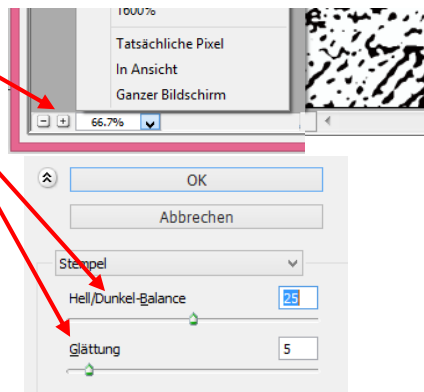 1600%
Tatsächliche Pixel
In Ansicht
Ganzer Bildschirm
66.7%
OK
Abbrechen
Stempel
Hell/Dunkel-Balance 25
Glättung 5